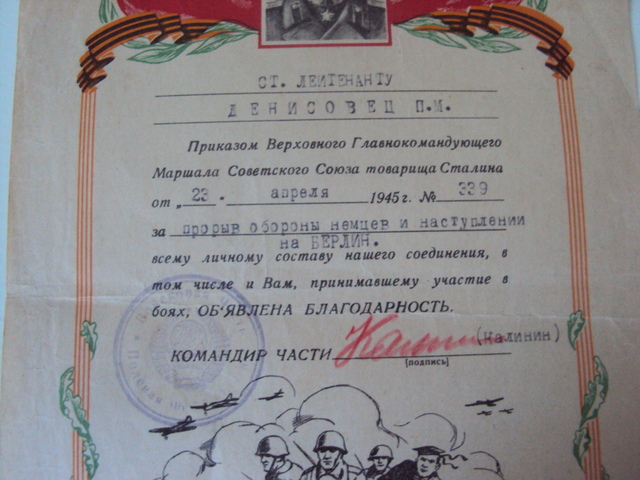 СТ. ЛЕЙТЕНАНТУ
ДЕНИСОВЕЦ П.М.
Приказом Верховного Главнокомандующего
Маршала Советского Союза товарища Сталина
от „23.“ апреля 1945 г. № 339
за прорыв обороны немцев и наступлении
на БЕРЛИН.
всему личному составу нашего соединения, в
том числе и Вам, принимавшему участие в
боях, ОБ'ЯВЛЕНА БЛАГОДАРНОСТЬ.
КОМАНДИР ЧАСТИ (Калинин)
(подпись)